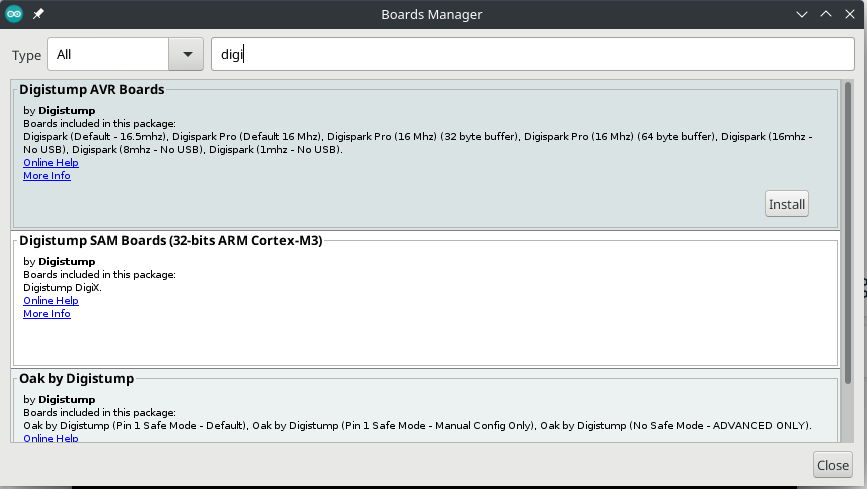 Boards Manager
Type All digi
Digistump AVR Boards
by Digistump
Boards included in this package:
Digispark (Default - 16.5mhz), Digispark Pro (Default 16 Mhz), Digispark Pro (16 Mhz) (32 byte buffer), Digispark Pro (16 Mhz) (64 byte buffer), Digispark (16mhz -
No USB), Digispark (8mhz - No USB), Digispark (1mhz - No USB).
Online Help
More Info
Install
Digistump SAM Boards (32-bits ARM Cortex-M3)
by Digistump
Boards included in this package:
Digistump DigiX.
Online Help
More Info
Oak by Digistump
by Digistump
Boards included in this package:
Oak by Digistump (Pin 1 Safe Mode - Default), Oak by Digistump (Pin 1 Safe Mode - Manual Config Only), Oak by Digistump (No Safe Mode - ADVANCED ONLY).
Online Help
Close